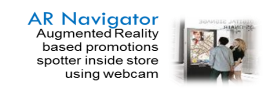 AR Navigator
Augmented Reality
based promotions
spotter inside store
using webcam